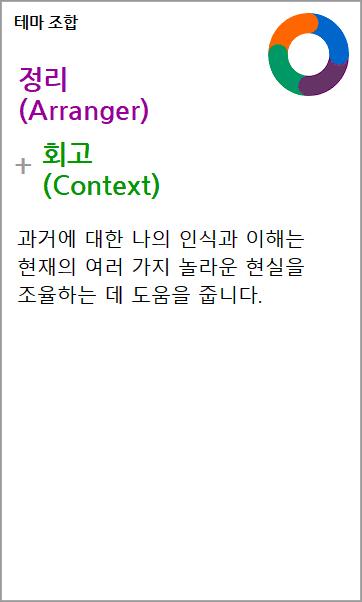 테마 조합
정리
(Arranger)
+ 회고
(Context)
과거에 대한 나의 인식과 이해는
현재의 여러 가지 놀라운 현실을
조율하는 데 도움을 줍니다.